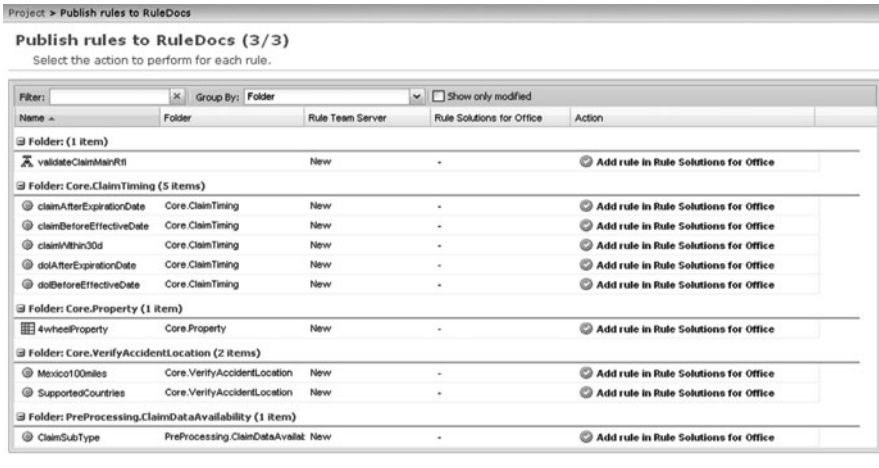 Project > Publish rules to RuleDocs
Publish rules to RuleDocs (3/3)
Select the action to perform for each rule.
Filter: Group By: Folder Show only modified
Name Folder Rule Team Server Rule Solutions for Office Action
Folder: (1 item)
validateClaimMainRfl New - Add rule in Rule Solutions for Office
Folder: Core.ClaimTiming (5 items)
claimAfterExpirationDate Core.ClaimTiming New - Add rule in Rule Solutions for Office
claimBeforeEffectiveDate Core.ClaimTiming New - Add rule in Rule Solutions for Office
claimWithin30d Core.ClaimTiming New - Add rule in Rule Solutions for Office
dolAfterExpirationDate Core.ClaimTiming New - Add rule in Rule Solutions for Office
dolBeforeEffectiveDate Core.ClaimTiming New - Add rule in Rule Solutions for Office
Folder: Core.Property (1 item)
4wheelProperty Core.Property New - Add rule in Rule Solutions for Office
Folder: Core.VerifyAccidentLocation (2 items)
Mexico100miles Core.VerifyAccidentLocation New - Add rule in Rule Solutions for Office
SupportedCountries Core.VerifyAccidentLocation New - Add rule in Rule Solutions for Office
Folder: PreProcessing.ClaimDataAvailability (1 item)
ClaimSubType PreProcessing.ClaimDataAvailat New - Add rule in Rule Solutions for Office